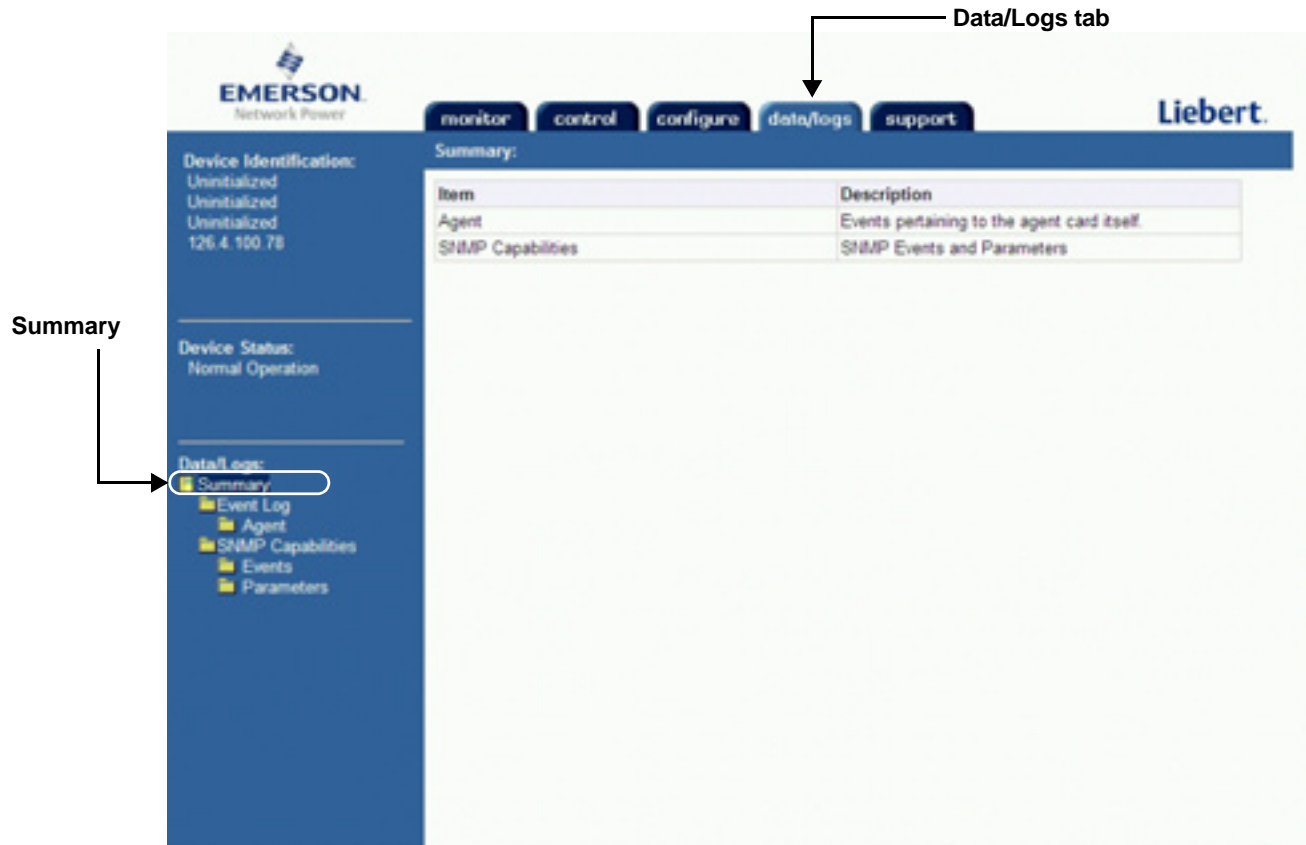 Data/Logs tab
EMERSON
Network Power
monitor control configure data/logs support
Liebert.
Device Identification:
Uninitialized
Uninitialized
Uninitialized
126.4.100.78
Summary:
Item Description
Agent Events pertaining to the agent card itself.
SNMP Capabilities SNMP Events and Parameters
Summary
Device Status:
Normal Operation
Data/Logs:
Summary
Event Log
Agent
SNMP Capabilities
Events
Parameters